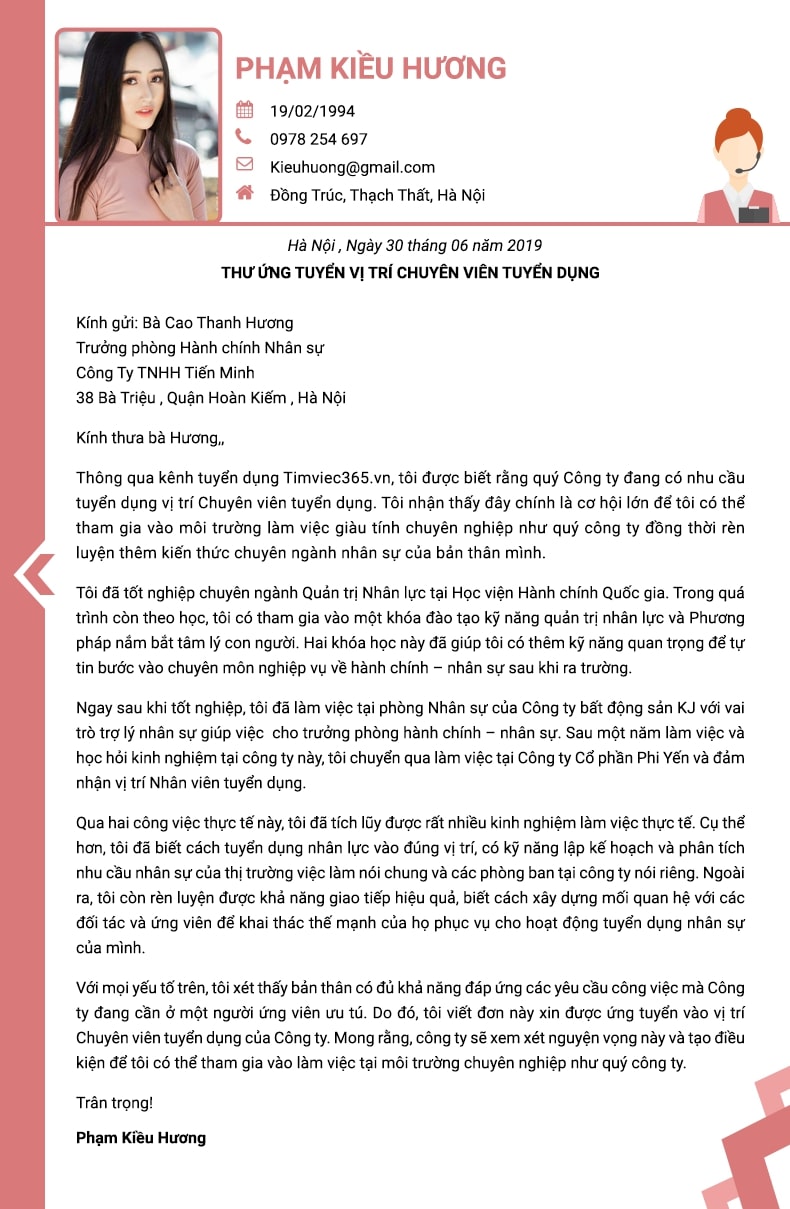 PHẠM KIỀU HƯƠNG
19/02/1994
0978 254 697
Kieuhuong@gmail.com
Đồng Trúc, Thạch Thất, Hà Nội
Hà Nội , Ngày 30 tháng 06 năm 2019
THƯ ỨNG TUYỂN VỊ TRÍ CHUYÊN VIÊN TUYỂN DỤNG
Kính gửi: Bà Cao Thanh Hương
Trưởng phòng Hành chính Nhân sự
Công Ty TNHH Tiến Minh
38 Bà Triệu , Quận Hoàn Kiếm , Hà Nội
Kính thưa bà Hương,,
Thông qua kênh tuyển dụng Timviec365.vn, tôi được biết rằng quý Công ty đang có nhu cầu
tuyển dụng vị trí Chuyên viên tuyển dụng. Tôi nhận thấy đây chính là cơ hội lớn để tôi có thể
tham gia vào môi trường làm việc giàu tính chuyên nghiệp như quý công ty đồng thời rèn
luyện thêm kiến thức chuyên ngành nhân sự của bản thân mình.
Tôi đã tốt nghiệp chuyên ngành Quản trị Nhân lực tại Học viện Hành chính Quốc gia. Trong quá
trình còn theo học, tôi có tham gia vào một khóa đào tạo kỹ năng quản trị nhân lực và Phương
pháp nắm bắt tâm lý con người. Hai khóa học này đã giúp tôi có thêm kỹ năng quan trọng để tự
tin bước vào chuyên môn nghiệp vụ về hành chính – nhân sự sau khi ra trường.
Ngay sau khi tốt nghiệp, tôi đã làm việc tại phòng Nhân sự của Công ty bất động sản KJ với vai
trò trợ lý nhân sự giúp việc  cho trưởng phòng hành chính – nhân sự. Sau một năm làm việc và
học hỏi kinh nghiệm tại công ty này, tôi chuyển qua làm việc tại Công ty Cổ phần Phi Yến và đảm
nhận vị trí Nhân viên tuyển dụng.
Qua hai công việc thực tế này, tôi đã tích lũy được rất nhiều kinh nghiệm làm việc thực tế. Cụ thể
hơn, tôi đã biết cách tuyển dụng nhân lực vào đúng vị trí, có kỹ năng lập kế hoạch và phân tích
nhu cầu nhân sự của thị trường việc làm nói chung và các phòng ban tại công ty nói riêng. Ngoài
ra, tôi còn rèn luyện được khả năng giao tiếp hiệu quả, biết cách xây dựng mối quan hệ với các
đối tác và ứng viên để khai thác thế mạnh của họ phục vụ cho hoạt động tuyển dụng nhân sự
của mình.
Với mọi yếu tố trên, tôi xét thấy bản thân có đủ khả năng đáp ứng các yêu cầu công việc mà Công
ty đang cần ở một người ứng viên ưu tú. Do đó, tôi viết đơn này xin được ứng tuyển vào vị trí
Chuyên viên tuyển dụng của Công ty. Mong rằng, công ty sẽ xem xét nguyện vọng này và tạo điều
kiện để tôi có thể tham gia vào làm việc tại môi trường chuyên nghiệp như quý công ty.
Trân trọng!
Phạm Kiều Hương